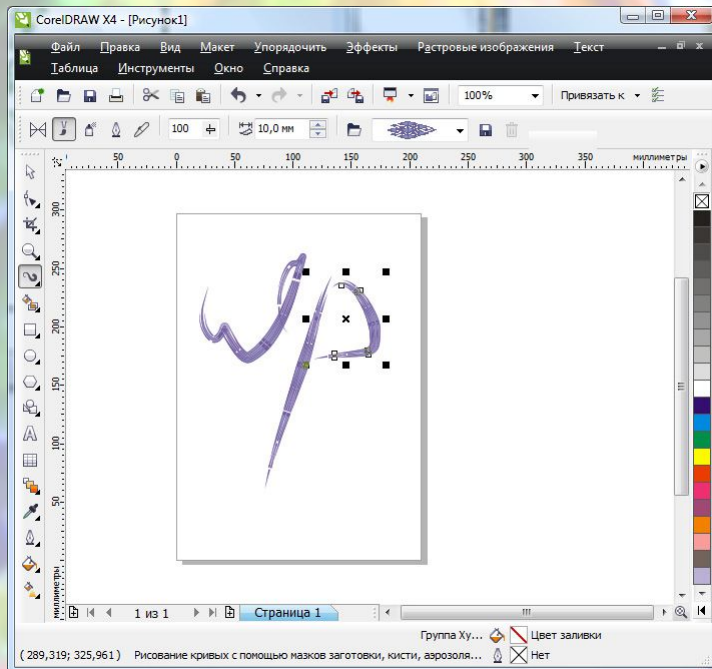 CorelDRAW X4 - [Рисунок1]
Файл Правка Вид Макет Упорядочить Эффекты Растровые изображения Текст
Таблица Инструменты Окно Справка
100% Привязать к
100 10,0 мм
50 0 50 100 150 200 250 300 350 миллиметры
300
250
200
150
100
50
миллиметры
1 из 1 Страница 1
Группа Ху... Цвет заливки
( 289,319; 325,961 ) Рисование кривых с помощью мазков заготовки, кисти, аэрозоля... Нет